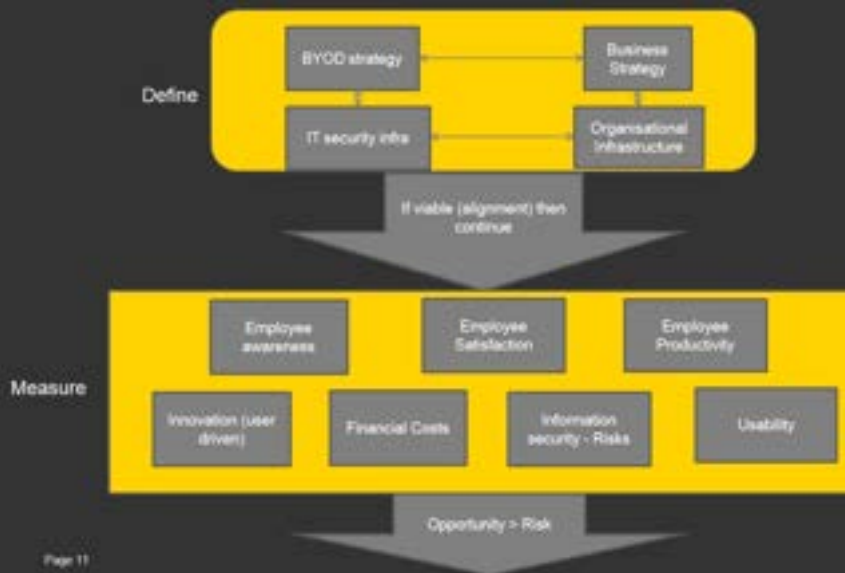 BYOD strategy
Business
Strategy
Define
IT security infra
Organisational
Infrastructure
If viable (alignment) then
continue
Employee
awareness
Employee
Satisfaction
Employee
Productivity
Measure
Innovation (user
driven)
Financial Costs
Information
security - Risks
Usability
Opportunity > Risk
Page 11